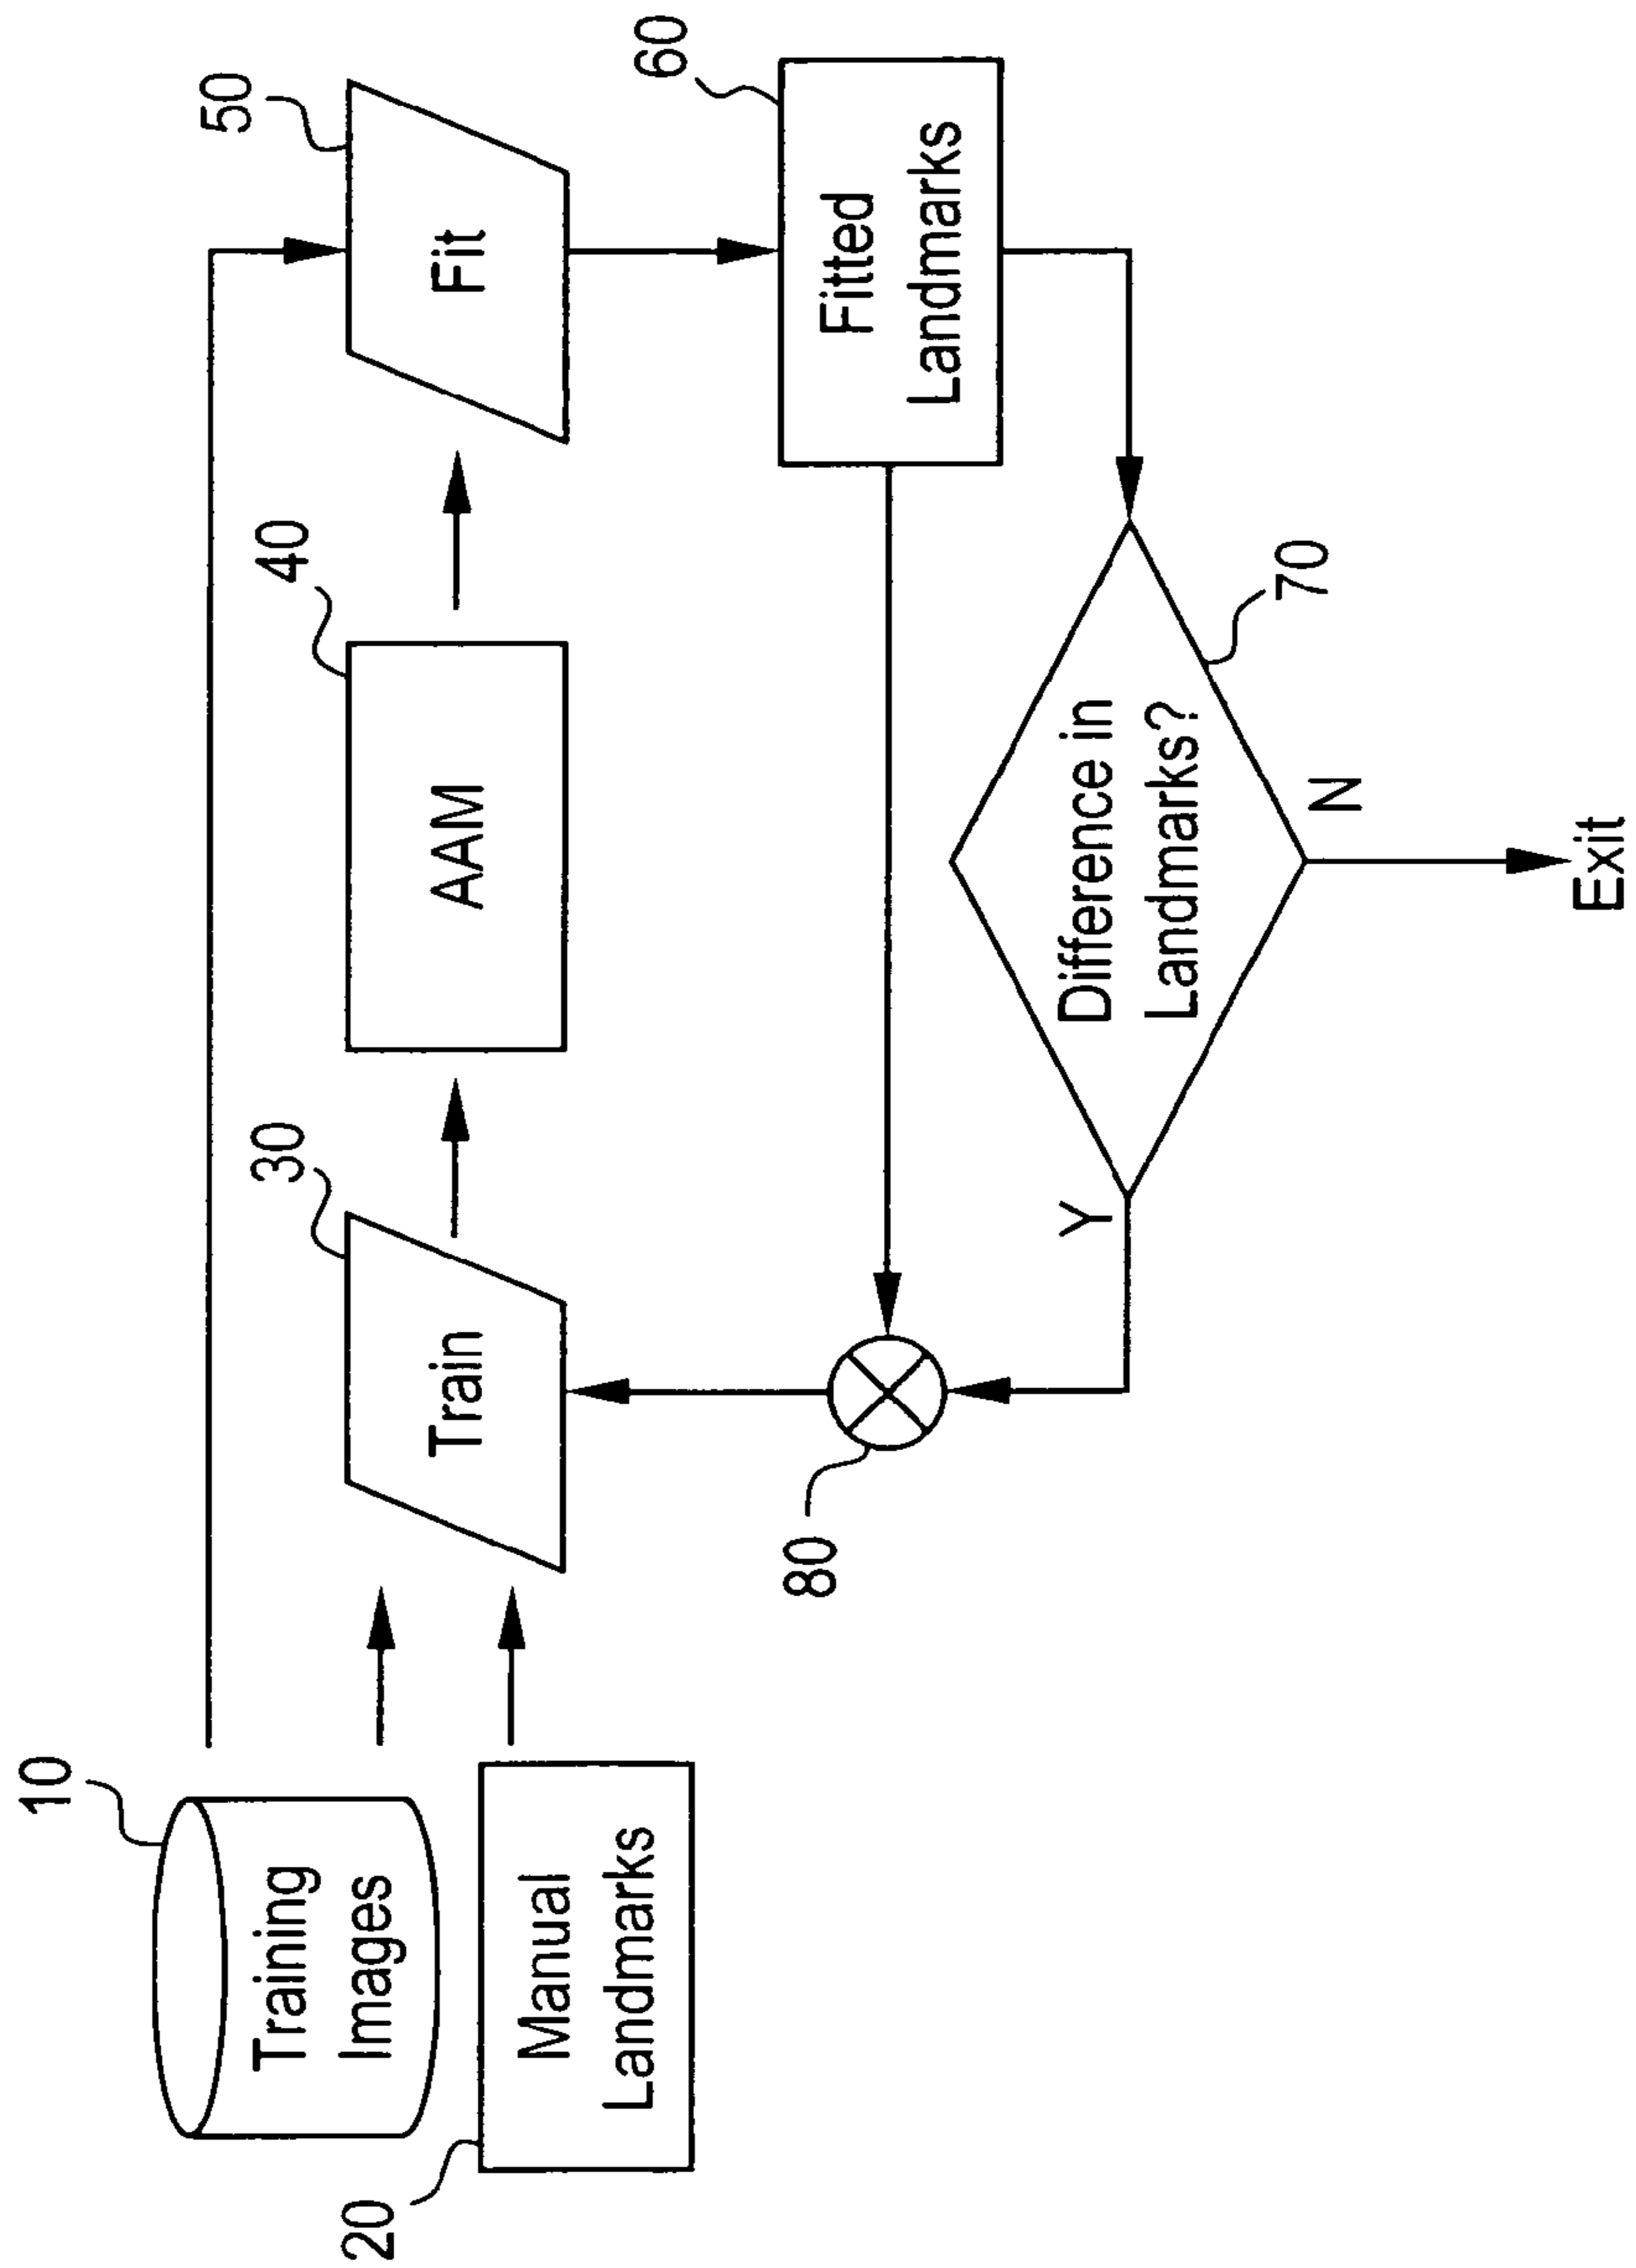 10
Training
Images
20
Manual
Landmarks
30
Train
40
AAM
50
Fit
60
Fitted
Landmarks
70
Difference in
Landmarks?
Y
N
Exit
80